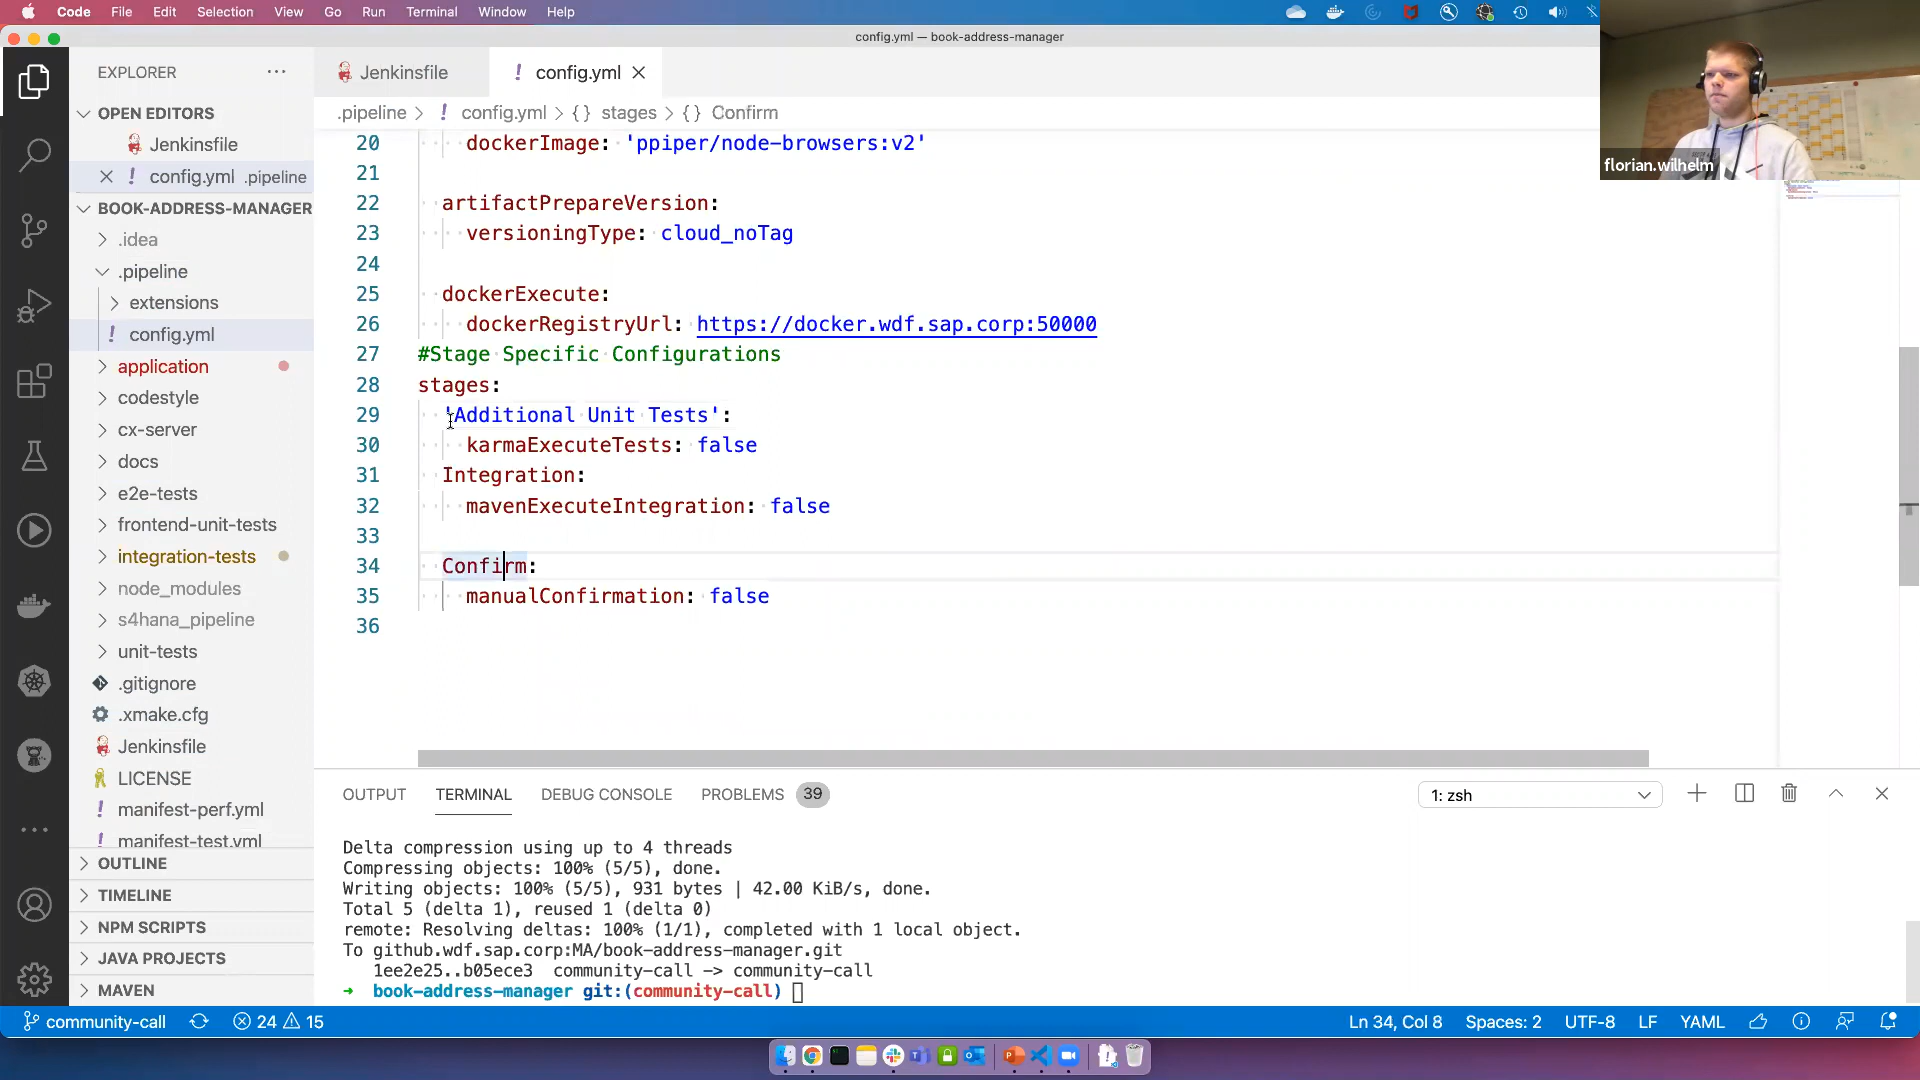 Code File Edit Selection View Go Run Terminal Window Help
config.yml — book-address-manager
EXPLORER
Jenkinsfile
config.yml
florian.wilhelm
OPEN EDITORS
Jenkinsfile
config.yml .pipeline
BOOK-ADDRESS-MANAGER
.idea
.pipeline
extensions
config.yml
application
codestyle
cx-server
docs
e2e-tests
frontend-unit-tests
integration-tests
node_modules
s4hana_pipeline
unit-tests
.gitignore
.xmake.cfg
Jenkinsfile
LICENSE
manifest-perf.yml
manifest-test.yml
OUTLINE
TIMELINE
NPM SCRIPTS
JAVA PROJECTS
MAVEN
.pipeline > ! config.yml > {} stages > {} Confirm
20 dockerImage: 'ppiper/node-browsers:v2'
21
22 artifactPrepareVersion:
23 versioningType: cloud_noTag
24
25 dockerExecute:
26 dockerRegistryUrl: https://docker.wdf.sap.corp:50000
27 #Stage Specific Configurations
28 stages:
29 'Additional Unit Tests':
30 karmaExecuteTests: false
31 Integration:
32 mavenExecuteIntegration: false
33
34 Confirm:
35 manualConfirmation: false
36
OUTPUT TERMINAL DEBUG CONSOLE PROBLEMS 39
1: zsh
Delta compression using up to 4 threads
Compressing objects: 100% (5/5), done.
Writing objects: 100% (5/5), 931 bytes | 42.00 KiB/s, done.
Total 5 (delta 1), reused 1 (delta 0)
remote: Resolving deltas: 100% (1/1), completed with 1 local object.
To github.wdf.sap.corp:MA/book-address-manager.git
1ee2e25..b05ece3 community-call -> community-call
→ book-address-manager git:(community-call)
community-call 24 15
Ln 34, Col 8 Spaces: 2 UTF-8 LF YAML